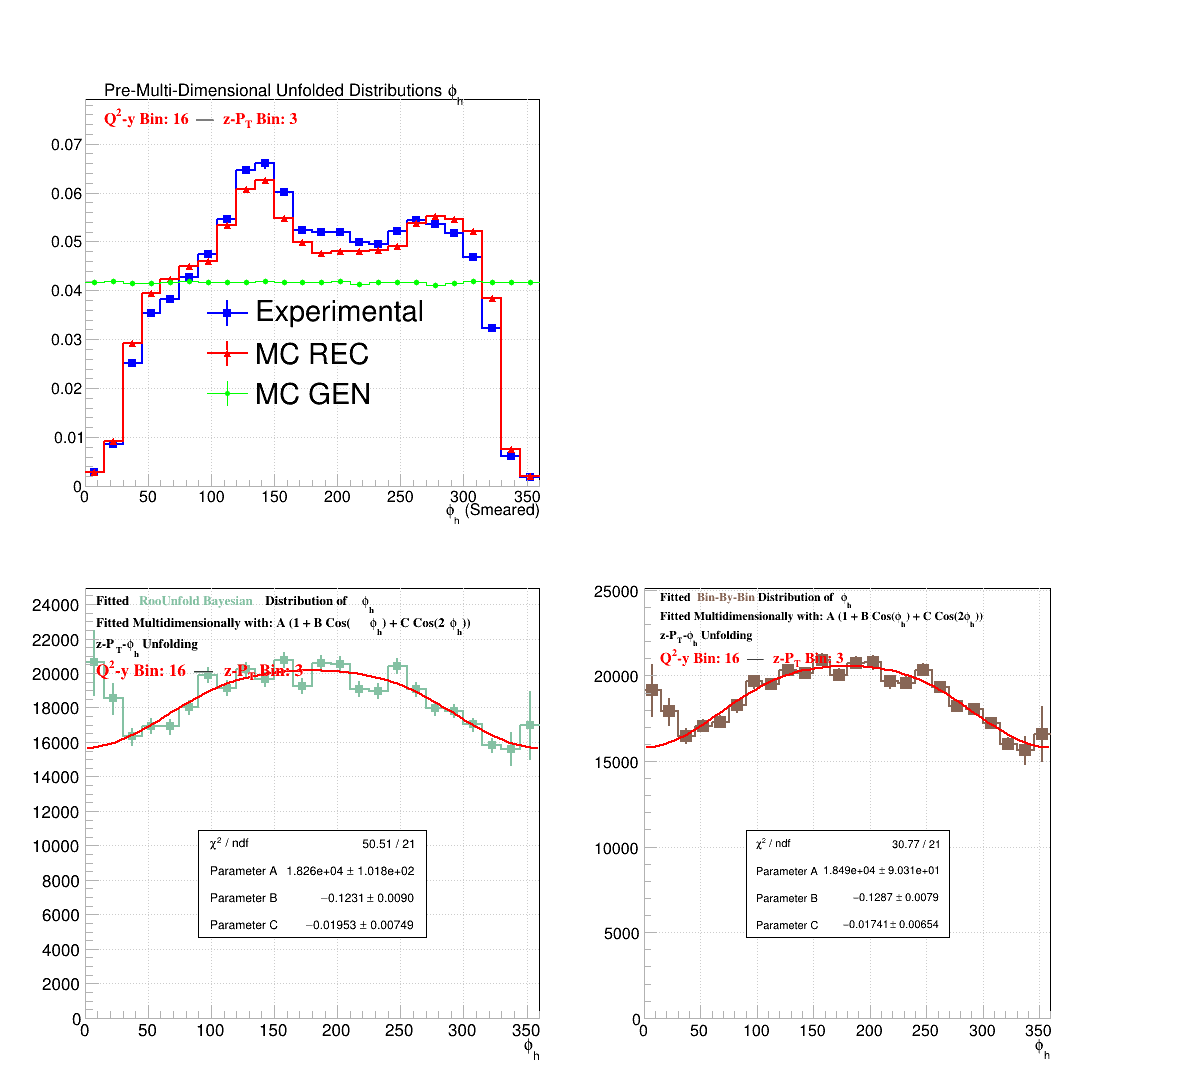 Pre-Multi-Dimensional Unfolded Distributions ϕh
Q²-y Bin: 16 — z-PT Bin: 3
0.07
0.06
0.05
0.04
0.03
0.02
0.01
0
Experimental
MC REC
MC GEN
0 50 100 150 200 250 300 350
ϕh (Smeared)
Fitted RooUnfold Bayesian Distribution of ϕh
Fitted Multidimensionally with: A (1 + B Cos( ϕh) + C Cos(2 ϕh))
z-PT-ϕh Unfolding
Q²-y Bin: 16 — z-PT Bin: 3
24000
22000
20000
18000
16000
14000
12000
10000
8000
6000
4000
2000
0
χ² / ndf 50.51 / 21
Parameter A 1.826e+04 ± 1.018e+02
Parameter B −0.1231 ± 0.0090
Parameter C −0.01953 ± 0.00749
0 50 100 150 200 250 300 350
ϕh
Fitted Bin-By-Bin Distribution of ϕh
Fitted Multidimensionally with: A (1 + B Cos(ϕh) + C Cos(2ϕh))
z-PT-ϕh Unfolding
Q²-y Bin: 16 — z-PT Bin: 3
25000
20000
15000
10000
5000
0
χ² / ndf 30.77 / 21
Parameter A 1.849e+04 ± 9.031e+01
Parameter B −0.1287 ± 0.0079
Parameter C −0.01741 ± 0.00654
0 50 100 150 200 250 300 350
ϕh